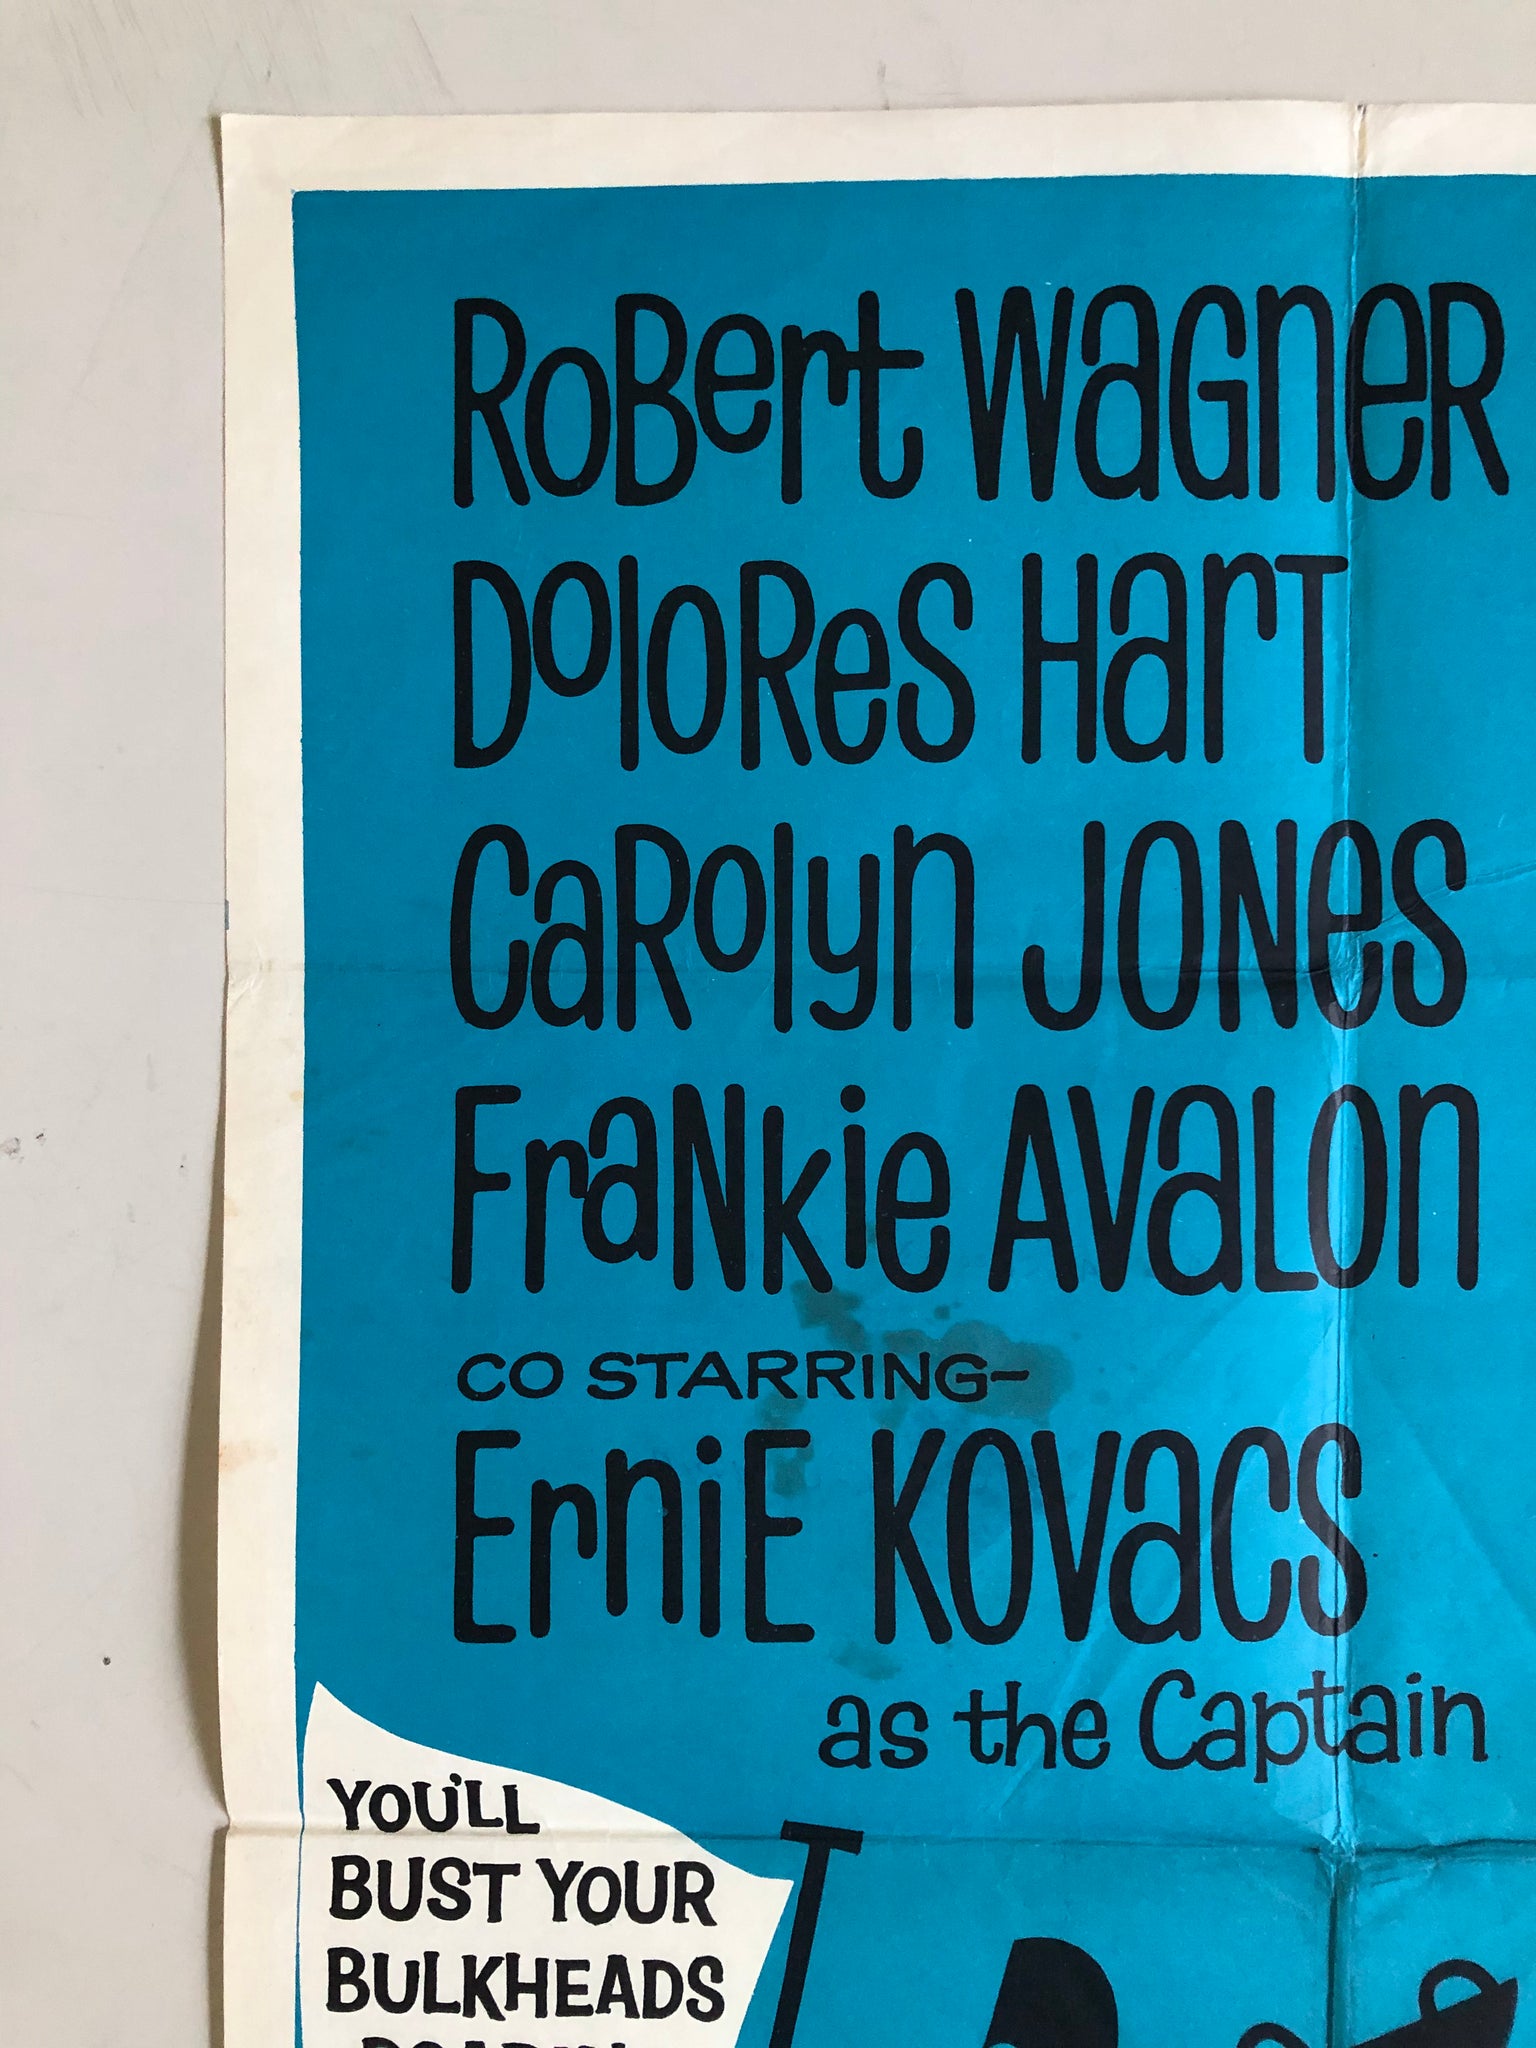 RoBert WaGneR
DoloReS HarT
CaRolyn JONeS
FraNkie AVaLon
CO STARRING–
ErniE KOVaCS
as the Captain
YOU'LL
BUST YOUR
BULKHEADS